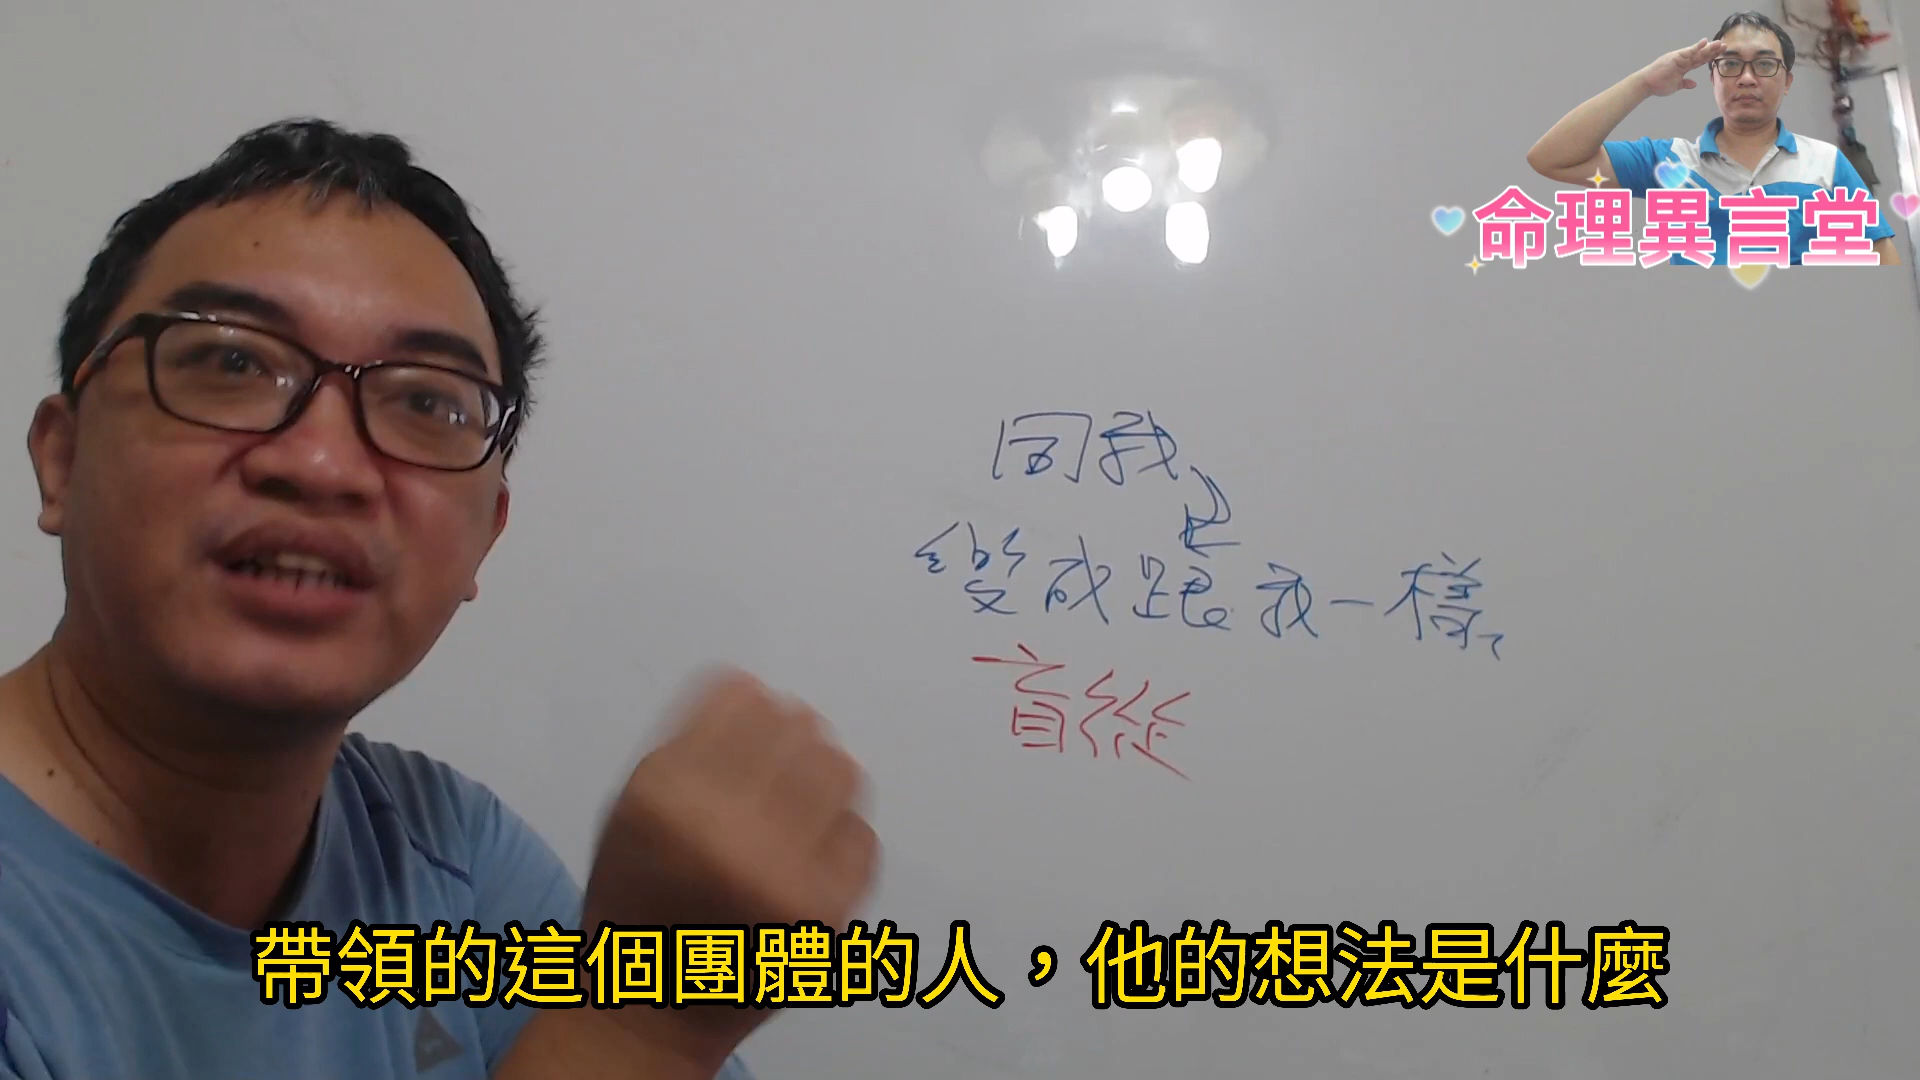 命理異言堂
同我
變成跟我一樣
盲從
帶領的這個團體的人，他的想法是什麼